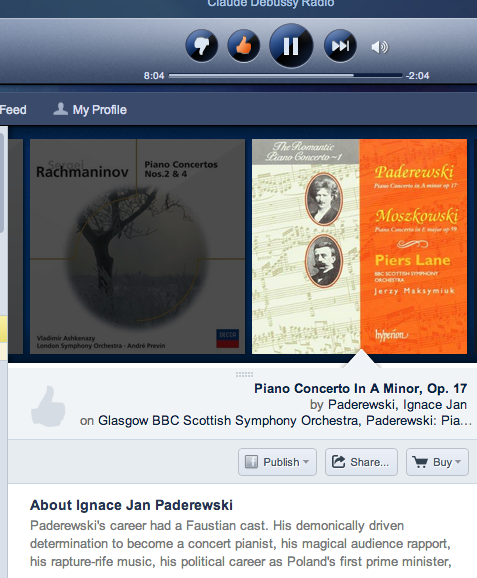 Claude Debussy Radio
8:04
-2:04
Feed
My Profile
Sergei
Rachmaninov
Piano Concertos
Nos.2 & 4
Vladimir Ashkenazy
London Symphony Orchestra · André Previn
DECCA
The Romantic
Piano Concerto ~1
Paderewski
Piano Concerto in A minor op 17
Moszkowski
Piano Concerto in E major op 59
Piers Lane
BBC SCOTTISH SYMPHONY
ORCHESTRA
Jerzy Maksymiuk
hyperion
Piano Concerto In A Minor, Op. 17
by Paderewski, Ignace Jan
on Glasgow BBC Scottish Symphony Orchestra, Paderewski: Pia...
Publish
Share...
Buy
About Ignace Jan Paderewski
Paderewski's career had a Faustian cast. His demonically driven
determination to become a concert pianist, his magical audience rapport,
his rapture-rife music, his political career as Poland's first prime minister,